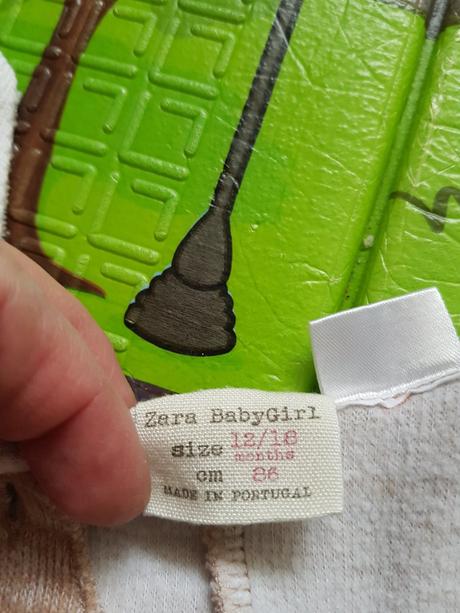 Zara BabyGirl
size 12/18
months
cm 86
MADE IN PORTUGAL